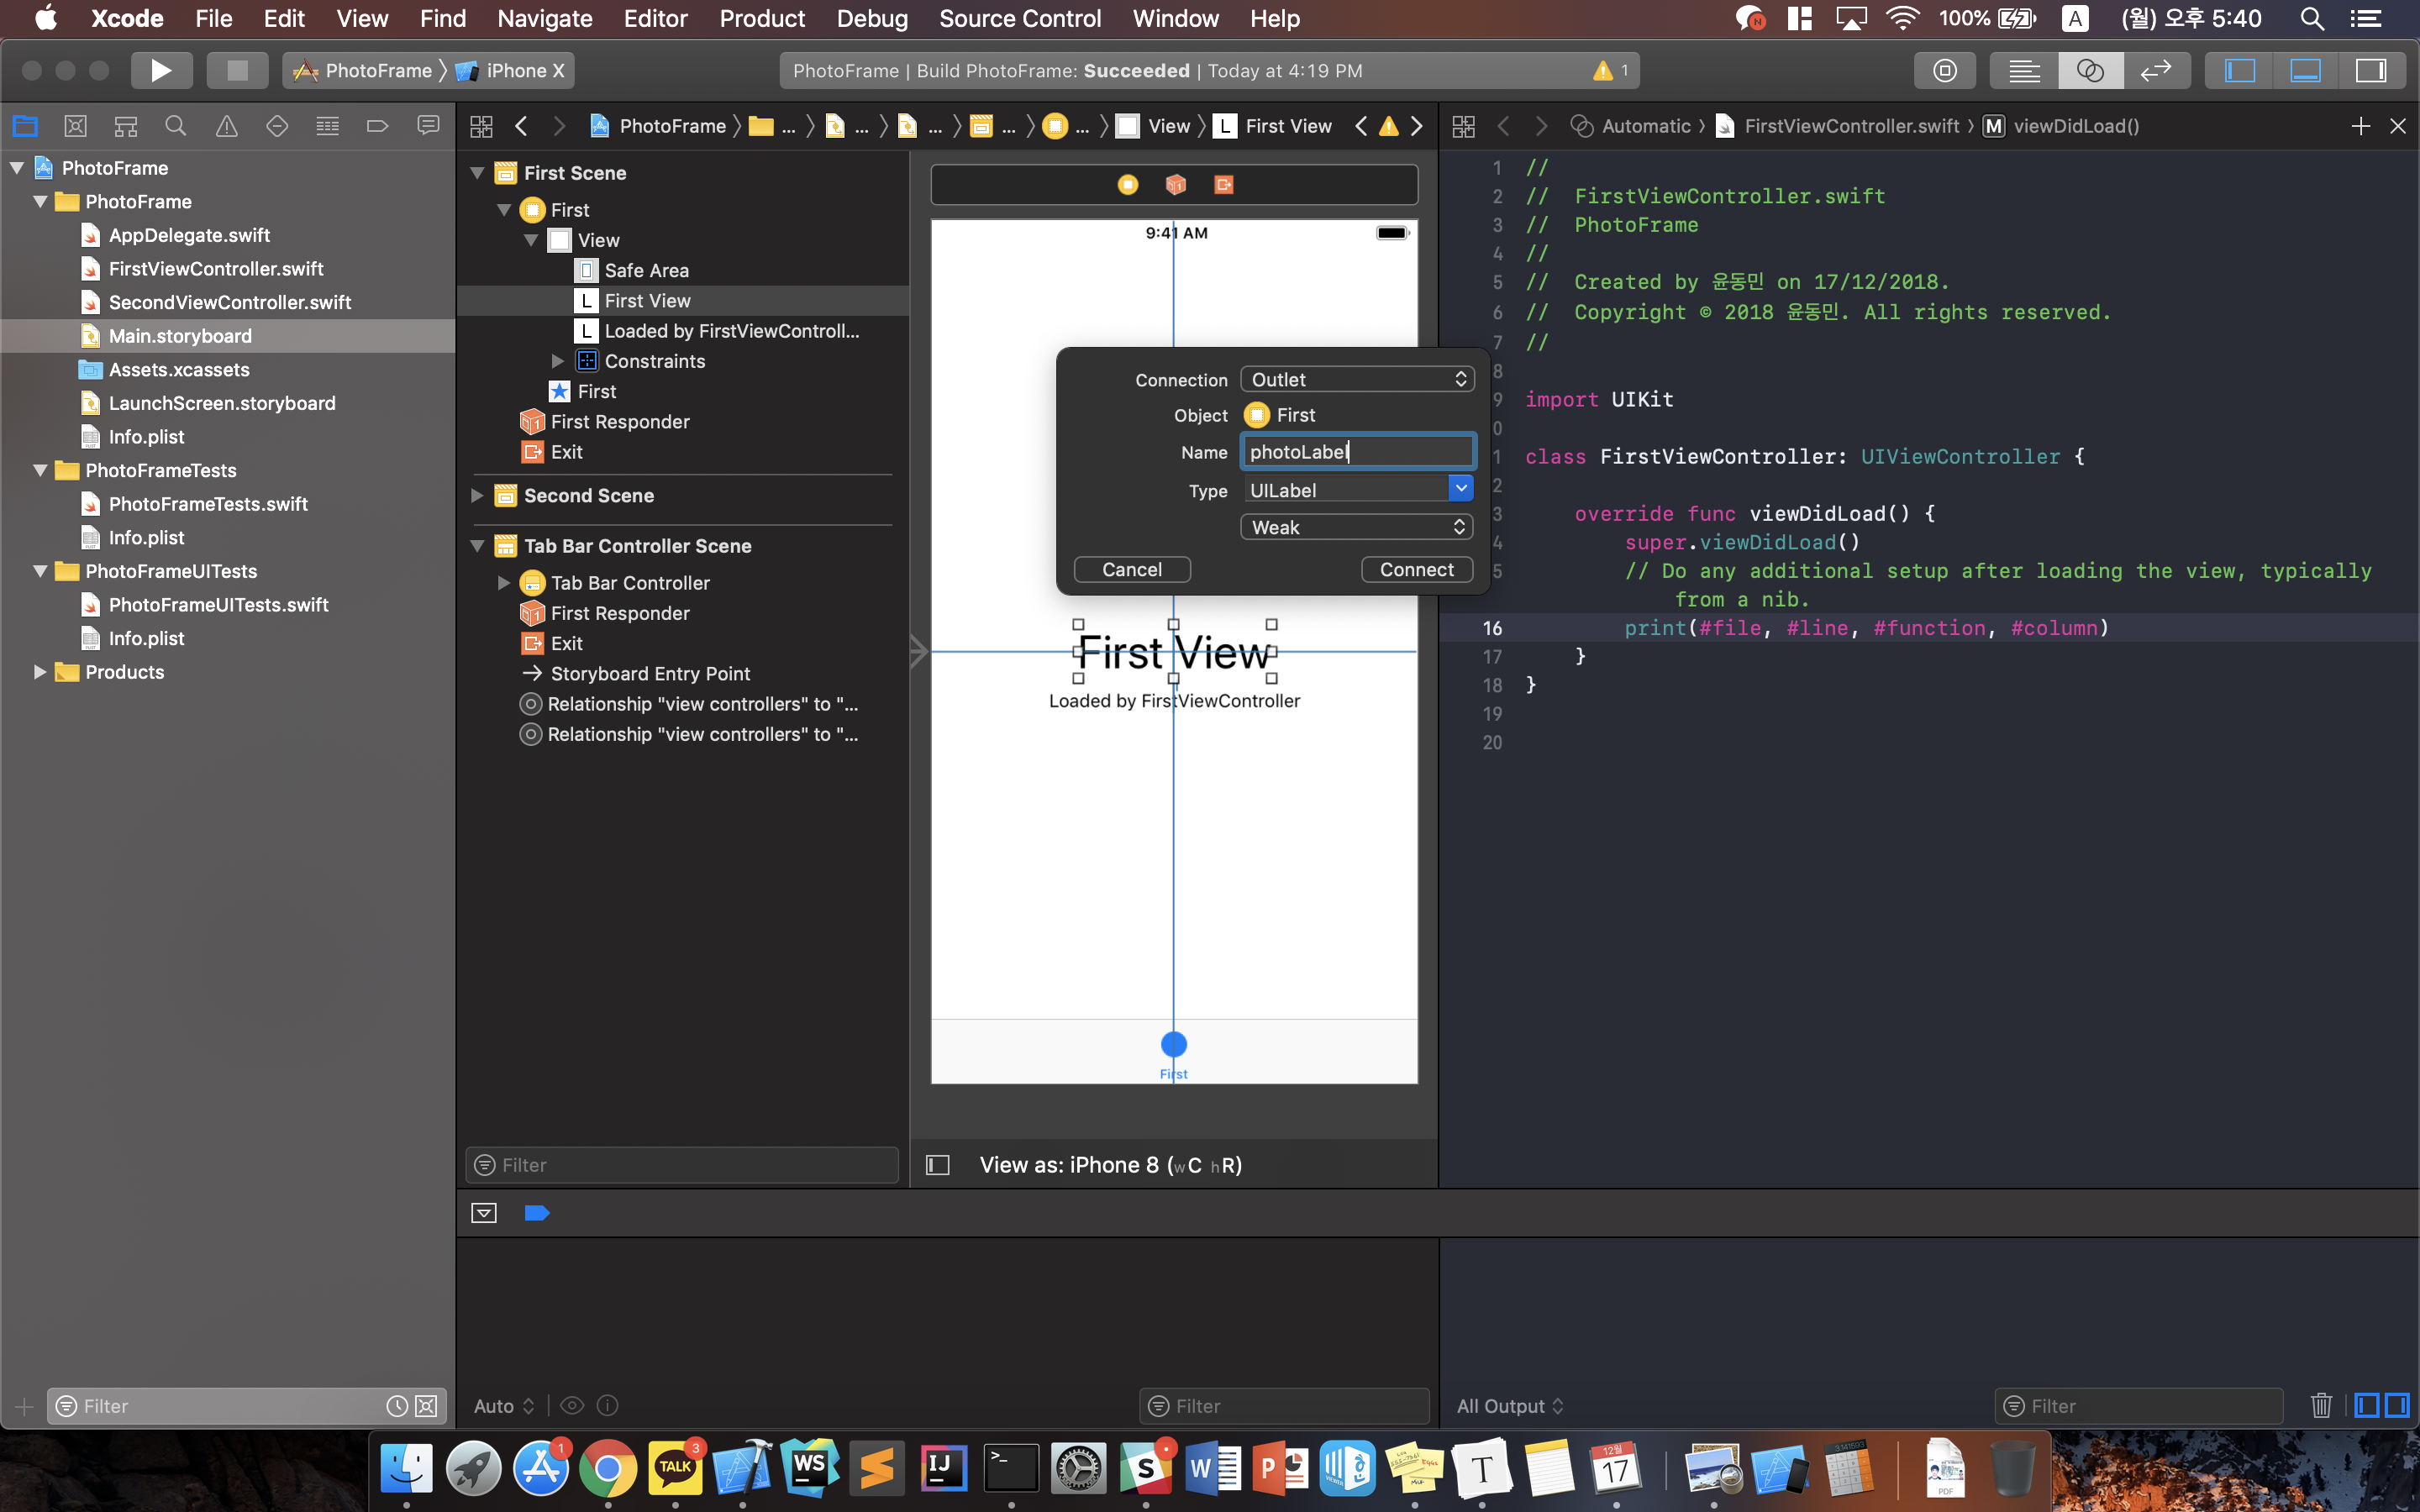 Xcode File Edit View Find Navigate Editor Product Debug Source Control Window Help N 100% A (월) 오후 5:40
PhotoFrame iPhone X
PhotoFrame | Build PhotoFrame: Succeeded | Today at 4:19 PM 1
PhotoFrame ... ... ... ... ... View L First View
Automatic FirstViewController.swift M viewDidLoad()
PhotoFrame
PhotoFrame
AppDelegate.swift
FirstViewController.swift
SecondViewController.swift
Main.storyboard
Assets.xcassets
LaunchScreen.storyboard
Info.plist
PhotoFrameTests
PhotoFrameTests.swift
Info.plist
PhotoFrameUITests
PhotoFrameUITests.swift
Info.plist
Products
Filter
First Scene
First
View
Safe Area
L First View
L Loaded by FirstViewControll...
Constraints
First
First Responder
Exit
Second Scene
Tab Bar Controller Scene
Tab Bar Controller
First Responder
Exit
Storyboard Entry Point
Relationship "view controllers" to "...
Relationship "view controllers" to "...
Filter
9:41 AM
Connection Outlet
Object First
Name photoLabel
Type UILabel
Weak
Cancel Connect
First View
Loaded by FirstViewController
First
View as: iPhone 8 (wC hR)
1 //
2 //  FirstViewController.swift
3 //  PhotoFrame
4 //
5 //  Created by 윤동민 on 17/12/2018.
6 //  Copyright © 2018 윤동민. All rights reserved.
7 //
8
9 import UIKit
0
1 class FirstViewController: UIViewController {
2
3 override func viewDidLoad() {
4 super.viewDidLoad()
5 // Do any additional setup after loading the view, typically
from a nib.
16 print(#file, #line, #function, #column)
17 }
18 }
19
20
Auto
Filter
All Output
Filter
1
TALK 3
WS
IJ
>_
S
W
P
VIEWER
T
12월
17
PDF